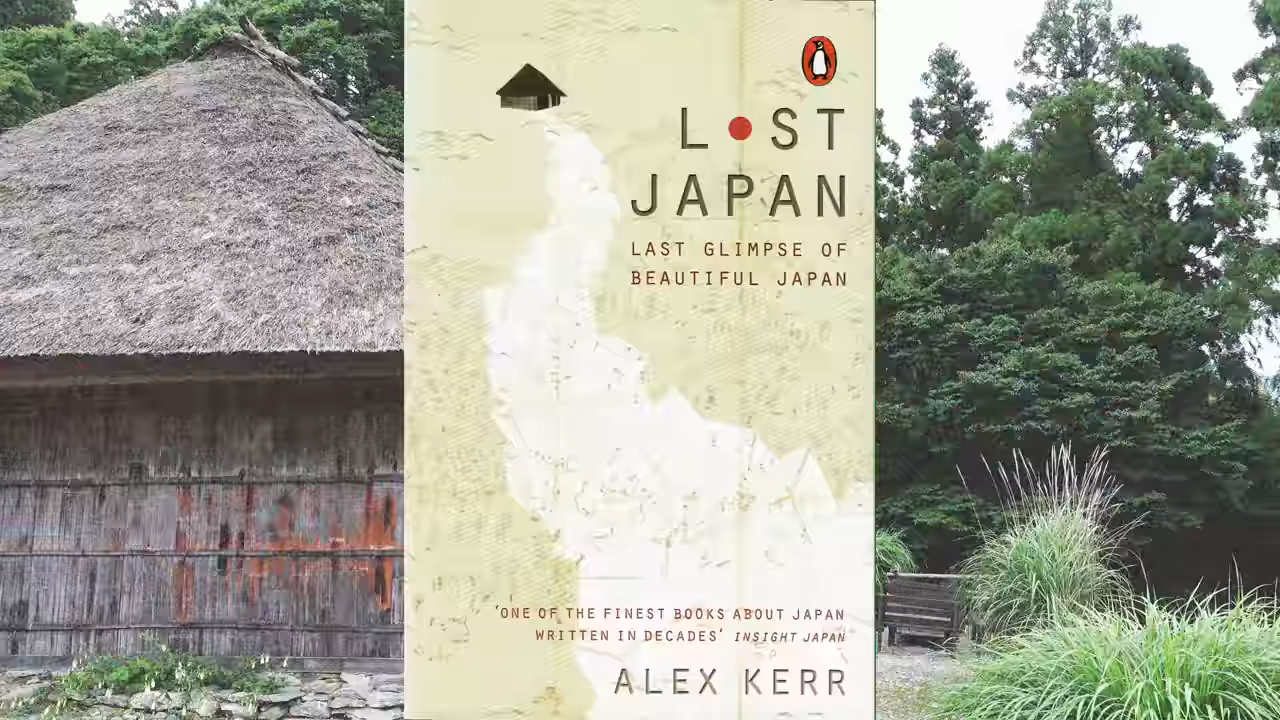 LOST
JAPAN
LAST GLIMPSE OF
BEAUTIFUL JAPAN
'ONE OF THE FINEST BOOKS ABOUT JAPAN
WRITTEN IN DECADES' INSIGHT JAPAN
ALEX KERR